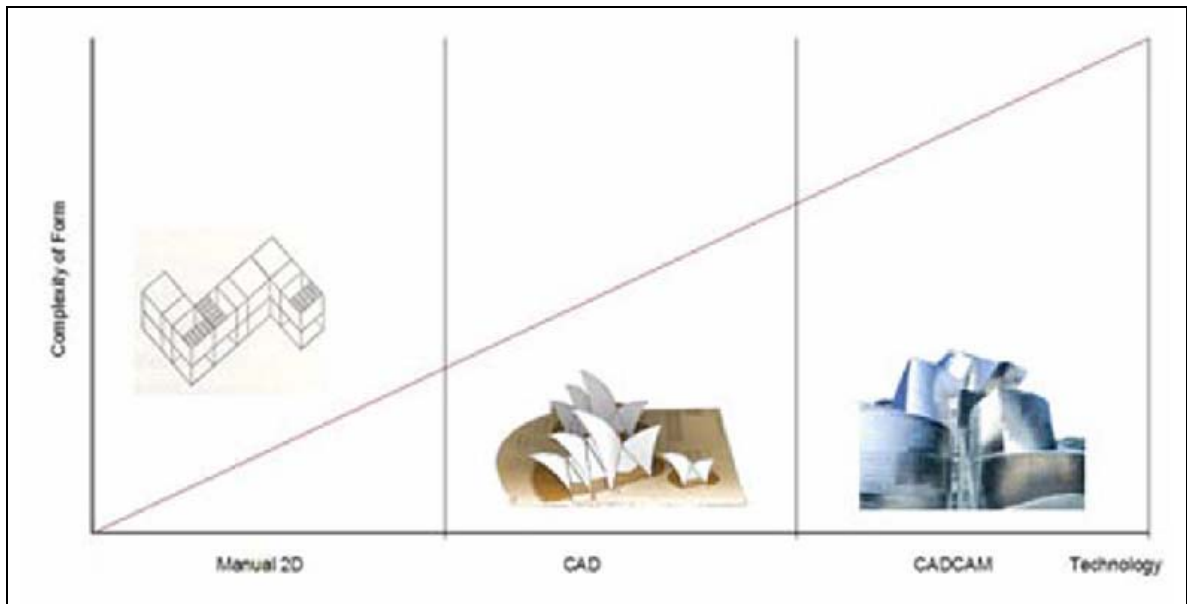 Complexity of Form
Manual 2D
CAD
CADCAM
Technology